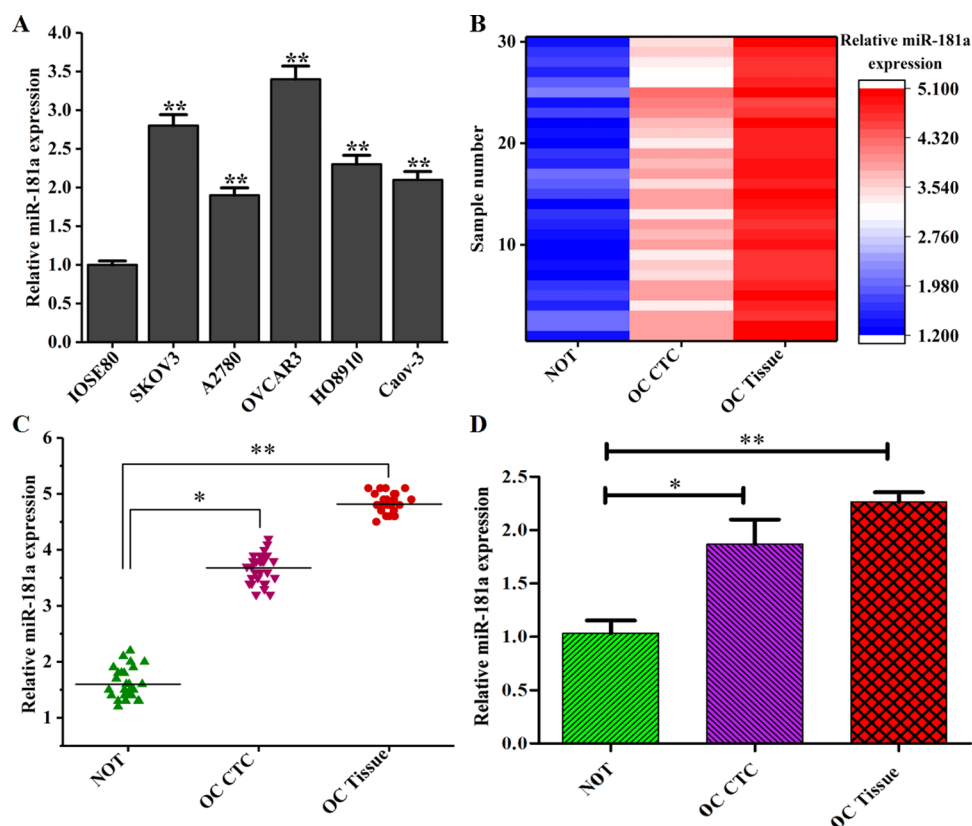 A
Relative miR-181a expression
4.0
3.5
3.0
2.5
2.0
1.5
1.0
0.5
0.0
**
**
**
**
**
IOSE80
SKOV3
A2780
OVCAR3
HO8910
Caov-3
B
Sample number
30
20
10
NOT
OC CTC
OC Tissue
Relative miR-181a
expression
5.100
4.320
3.540
2.760
1.980
1.200
C
Relative miR-181a expression
6
5
4
3
2
1
**
*
NOT
OC CTC
OC Tissue
D
Relative miR-181a expression
2.5
2.0
1.5
1.0
0.5
0.0
**
*
NOT
OC CTC
OC Tissue